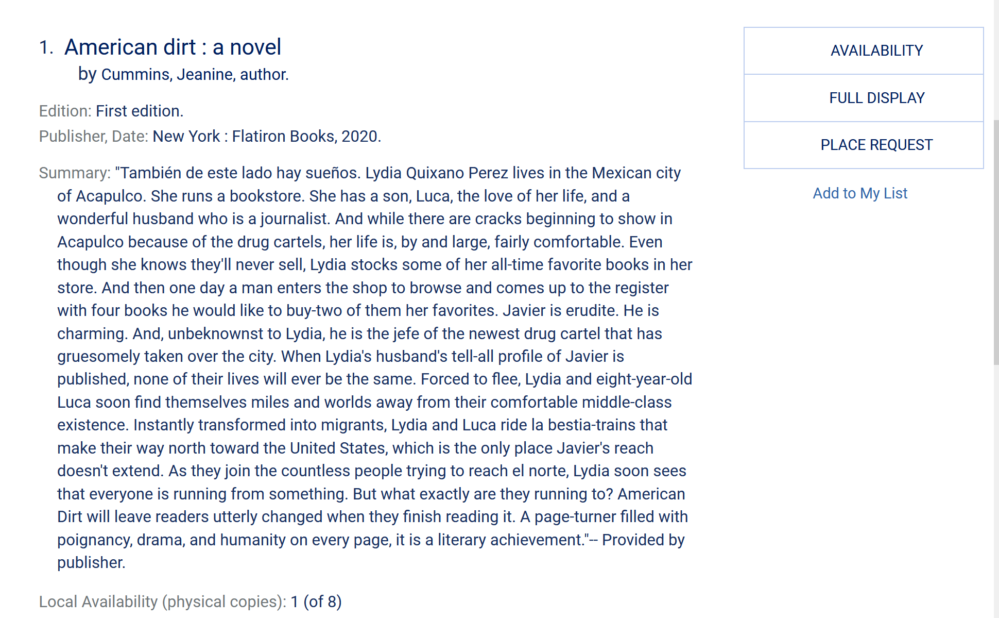 1. American dirt : a novel
by Cummins, Jeanine, author.
Edition: First edition.
Publisher, Date: New York : Flatiron Books, 2020.
Summary: "También de este lado hay sueños. Lydia Quixano Perez lives in the Mexican city
of Acapulco. She runs a bookstore. She has a son, Luca, the love of her life, and a
wonderful husband who is a journalist. And while there are cracks beginning to show in
Acapulco because of the drug cartels, her life is, by and large, fairly comfortable. Even
though she knows they'll never sell, Lydia stocks some of her all-time favorite books in her
store. And then one day a man enters the shop to browse and comes up to the register
with four books he would like to buy-two of them her favorites. Javier is erudite. He is
charming. And, unbeknownst to Lydia, he is the jefe of the newest drug cartel that has
gruesomely taken over the city. When Lydia's husband's tell-all profile of Javier is
published, none of their lives will ever be the same. Forced to flee, Lydia and eight-year-old
Luca soon find themselves miles and worlds away from their comfortable middle-class
existence. Instantly transformed into migrants, Lydia and Luca ride la bestia-trains that
make their way north toward the United States, which is the only place Javier's reach
doesn't extend. As they join the countless people trying to reach el norte, Lydia soon sees
that everyone is running from something. But what exactly are they running to? American
Dirt will leave readers utterly changed when they finish reading it. A page-turner filled with
poignancy, drama, and humanity on every page, it is a literary achievement."-- Provided by
publisher.
Local Availability (physical copies): 1 (of 8)
AVAILABILITY
FULL DISPLAY
PLACE REQUEST
Add to My List